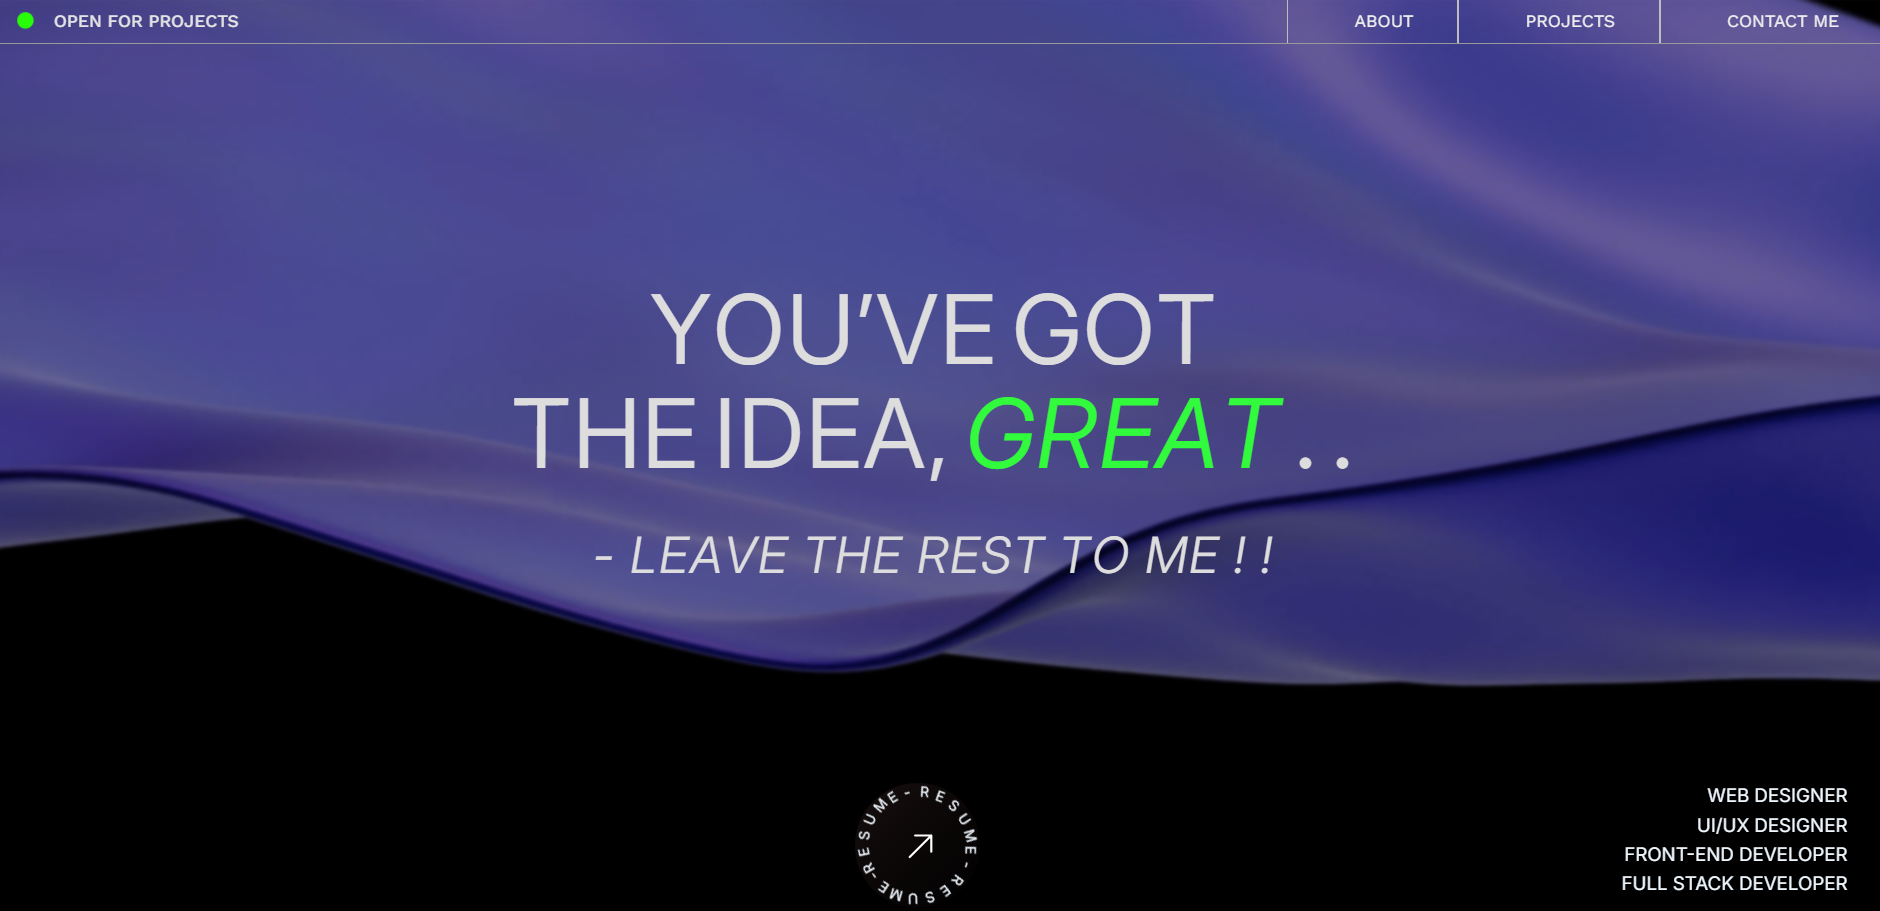 OPEN FOR PROJECTS
ABOUT
PROJECTS
CONTACT ME
YOU’VE GOT
THE IDEA, GREAT . .
- LEAVE THE REST TO ME ! !
RESUME - RESUME - RESUME - RESUME -
WEB DESIGNER
UI/UX DESIGNER
FRONT-END DEVELOPER
FULL STACK DEVELOPER